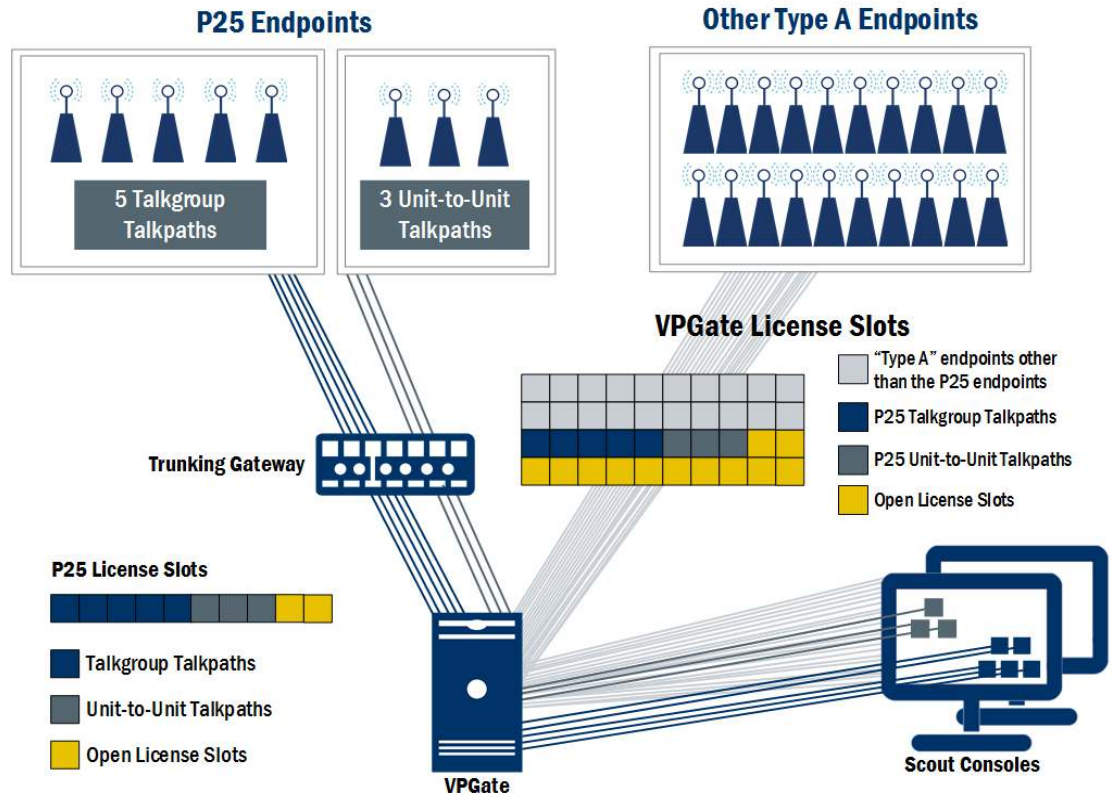 P25 Endpoints
Other Type A Endpoints
5 Talkgroup
Talkpaths
3 Unit-to-Unit
Talkpaths
VPGate License Slots
“Type A” endpoints other
than the P25 endpoints
P25 Talkgroup Talkpaths
P25 Unit-to-Unit Talkpaths
Open License Slots
Trunking Gateway
P25 License Slots
Talkgroup Talkpaths
Unit-to-Unit Talkpaths
Open License Slots
VPGate
Scout Consoles